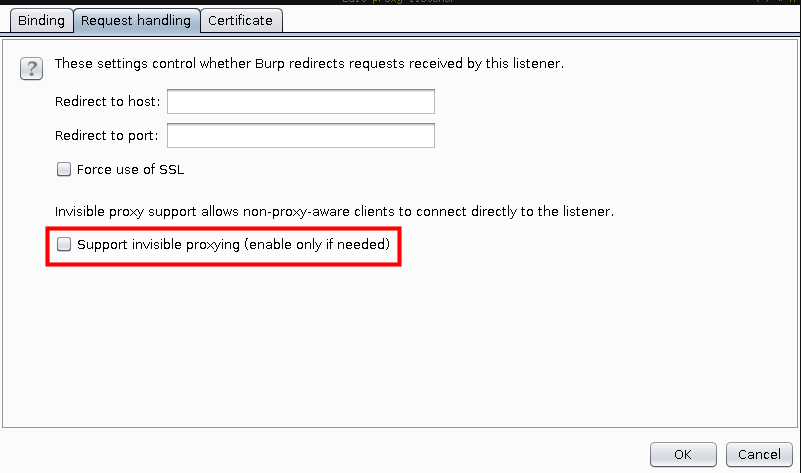 Binding Request handling Certificate
? These settings control whether Burp redirects requests received by this listener.
Redirect to host:
Redirect to port:
Force use of SSL
Invisible proxy support allows non-proxy-aware clients to connect directly to the listener.
Support invisible proxying (enable only if needed)
OK Cancel